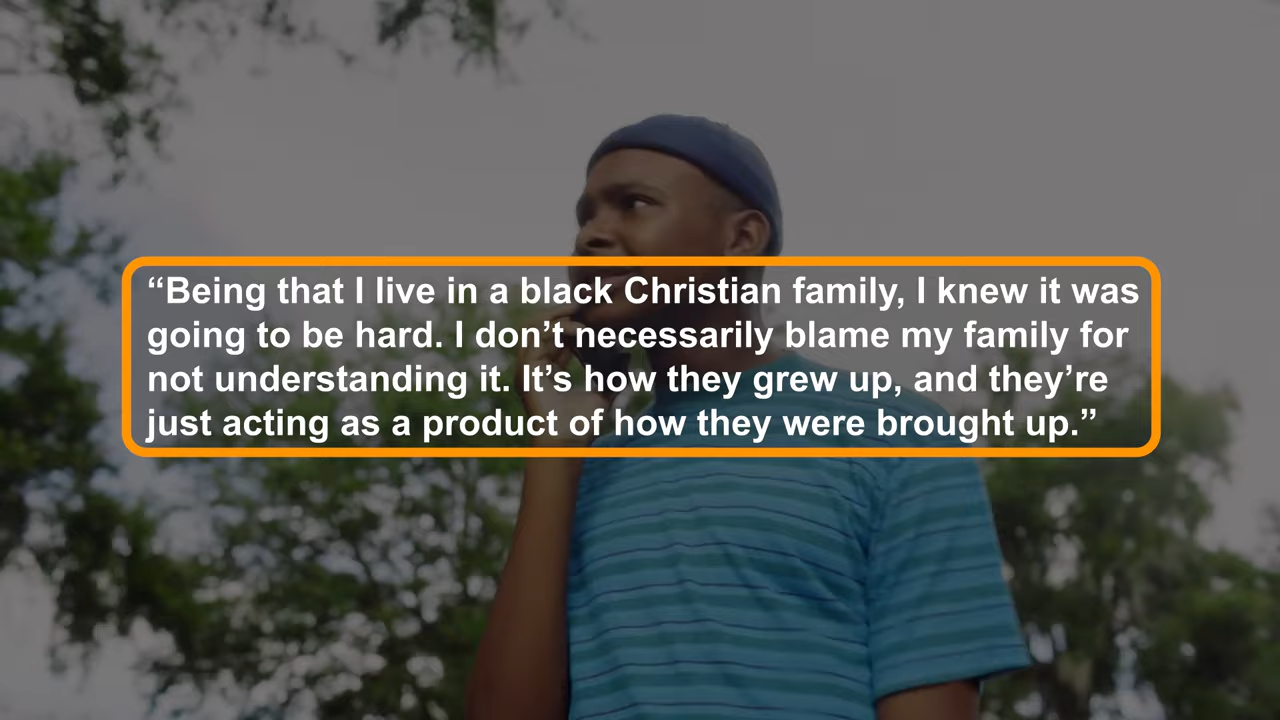 “Being that I live in a black Christian family, I knew it was
going to be hard. I don’t necessarily blame my family for
not understanding it. It’s how they grew up, and they’re
just acting as a product of how they were brought up.”